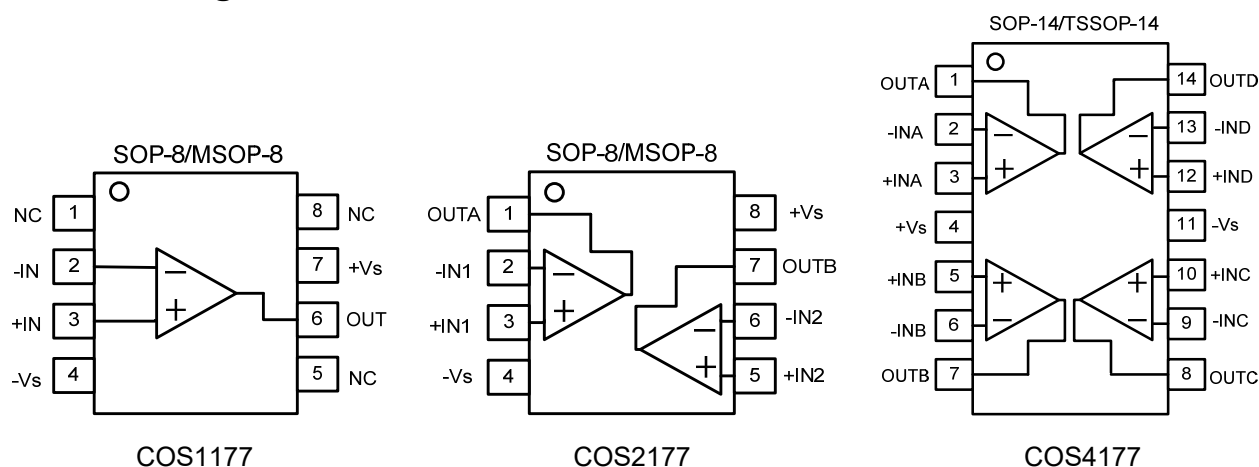 SOP-8/MSOP-8
NC 1
-IN 2
+IN 3
-Vs 4
8 NC
7 +Vs
6 OUT
5 NC
− +
COS1177
SOP-8/MSOP-8
OUTA 1
-IN1 2
+IN1 3
-Vs 4
8 +Vs
7 OUTB
6 -IN2
5 +IN2
− +
− +
COS2177
SOP-14/TSSOP-14
OUTA 1
-INA 2
+INA 3
+Vs 4
+INB 5
-INB 6
OUTB 7
14 OUTD
13 -IND
12 +IND
11 -Vs
10 +INC
9 -INC
8 OUTC
− +
− +
+ −
+ −
COS4177